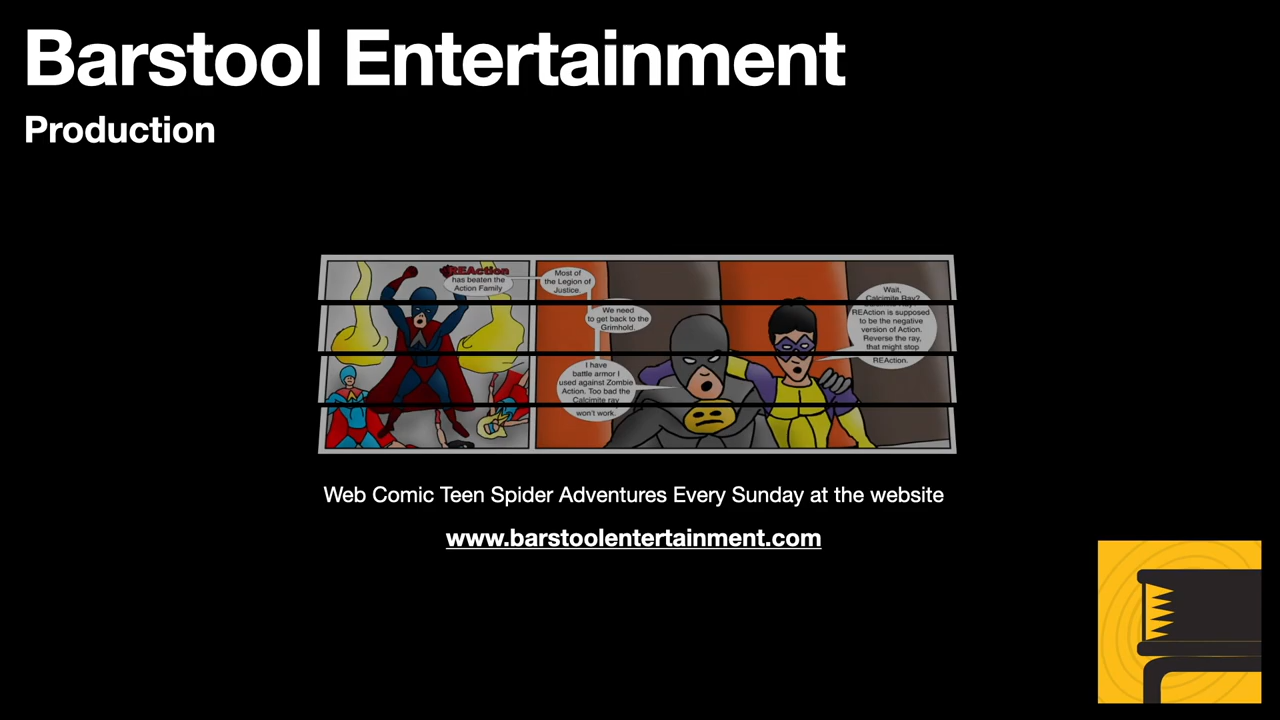 Barstool Entertainment
Production
REAction
has beaten the
Action Family
Most of
the Legion of
Justice.
We need
to get back to the
Grimhold.
I have
battle armor I
used against Zombie
Action. Too bad the
Calcimite ray
won't work.
Wait,
Calcimite Ray?
REAction is supposed
to be the negative
version of Action.
Reverse the ray,
that might stop
REAction.
Web Comic Teen Spider Adventures Every Sunday at the website
www.barstoolentertainment.com